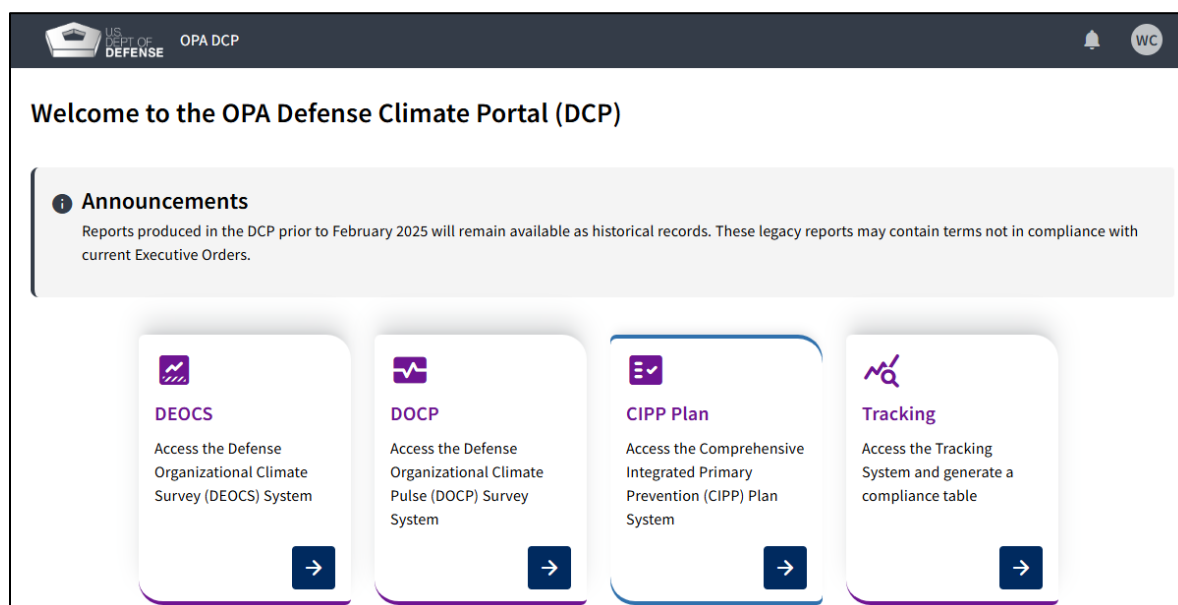 U.S.
DEPT OF
DEFENSE
OPA DCP
WC
Welcome to the OPA Defense Climate Portal (DCP)
Announcements
Reports produced in the DCP prior to February 2025 will remain available as historical records. These legacy reports may contain terms not in compliance with
current Executive Orders.
DEOCS
Access the Defense
Organizational Climate
Survey (DEOCS) System
DOCP
Access the Defense
Organizational Climate
Pulse (DOCP) Survey
System
CIPP Plan
Access the Comprehensive
Integrated Primary
Prevention (CIPP) Plan
System
Tracking
Access the Tracking
System and generate a
compliance table